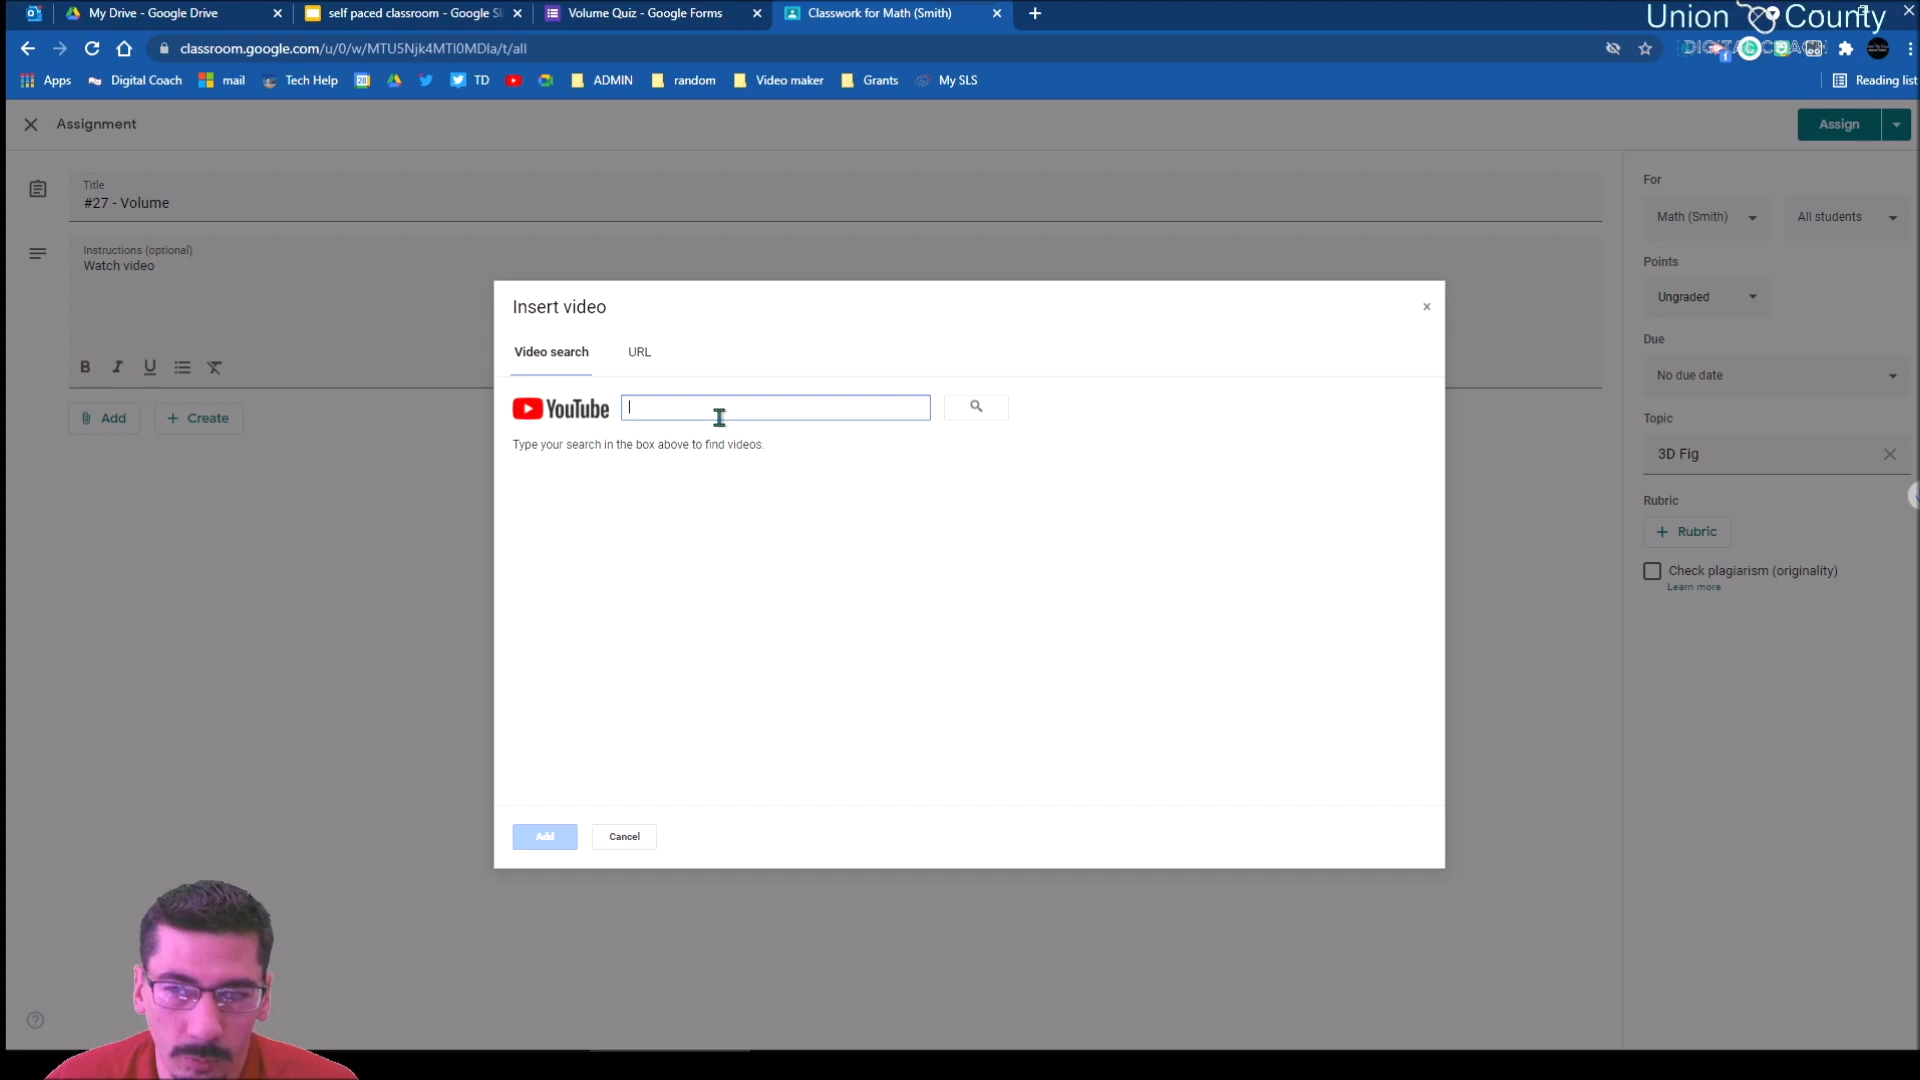 My Drive - Google Drive
self paced classroom - Google Sl
Volume Quiz - Google Forms
Classwork for Math (Smith)
Union County
classroom.google.com/u/0/w/MTU5Njk4MTI0MDIa/t/all
DIGITAL COACH
Apps
Digital Coach
mail
Tech Help
TD
ADMIN
random
Video maker
Grants
My SLS
Reading list
Assignment
Assign
Title
#27 - Volume
Instructions (optional)
Watch video
B I U
Add
Create
For
Math (Smith)
All students
Points
Ungraded
Due
No due date
Topic
3D Fig
Rubric
Rubric
Check plagiarism (originality)
Learn more
Insert video
Video search
URL
YouTube
Type your search in the box above to find videos.
Add
Cancel